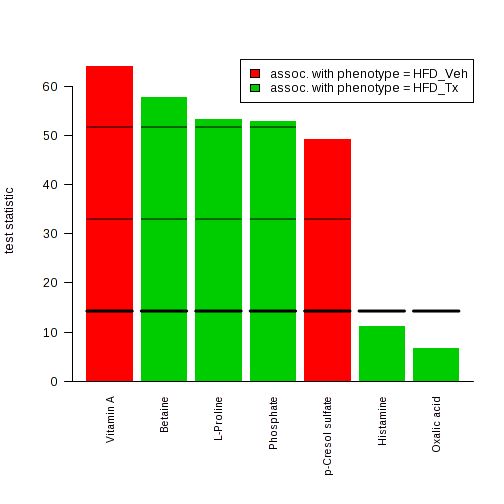 assoc. with phenotype = HFD_Veh
assoc. with phenotype = HFD_Tx
test statistic
60
50
40
30
20
10
0
Vitamin A
Betaine
L-Proline
Phosphate
p-Cresol sulfate
Histamine
Oxalic acid